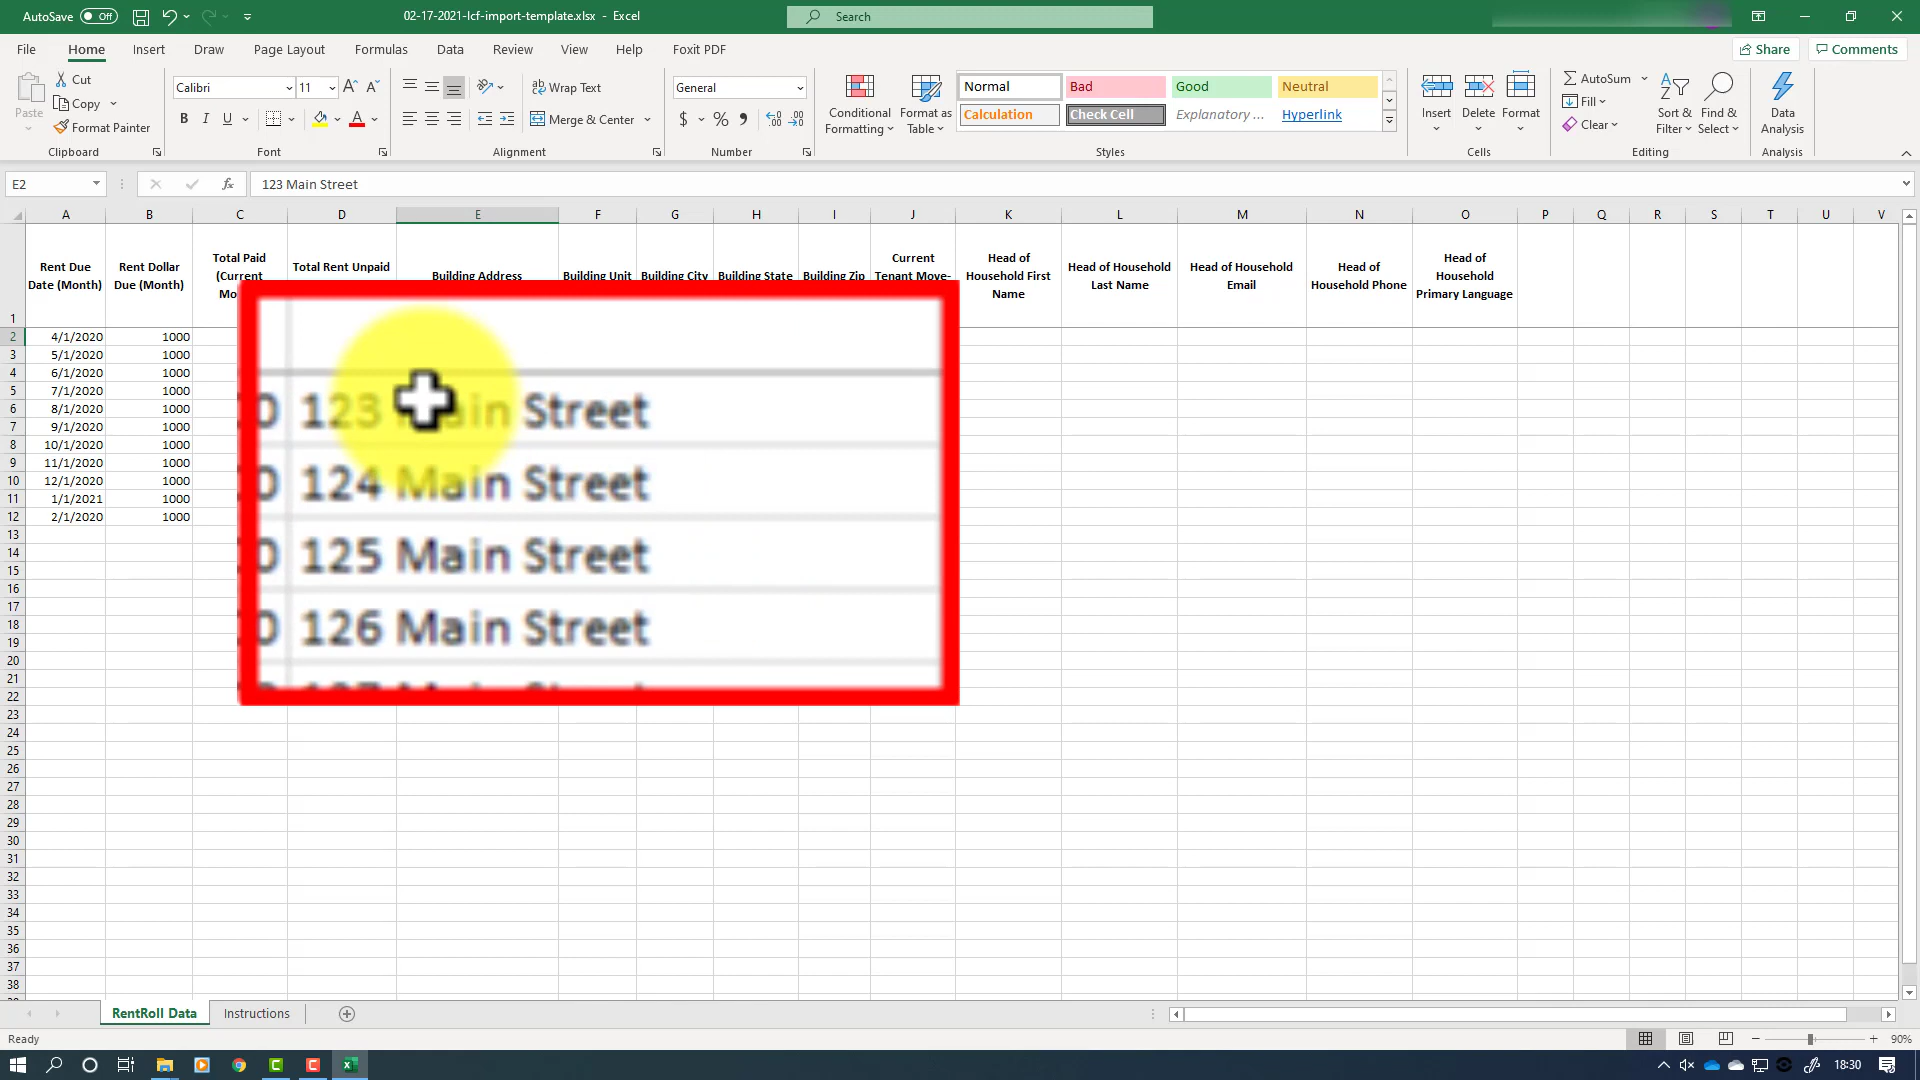 AutoSave Off 02-17-2021-lcf-import-template.xlsx - Excel Search
File Home Insert Draw Page Layout Formulas Data Review View Help Foxit PDF Share Comments
Paste Cut Copy Format Painter Clipboard
Calibri 11 A A B I U A Font
Wrap Text Merge & Center Alignment
General $ % Number
Conditional Formatting Format as Table Normal Bad Good Neutral
Calculation Check Cell Explanatory ... Hyperlink Styles
Insert Delete Format Cells
AutoSum Fill Clear Sort & Filter Find & Select Editing
Data Analysis Analysis
E2 fx 123 Main Street
A B C D E F G H I J K L M N O P Q R S T U V
1 Rent Due Date (Month) Rent Dollar Due (Month) Total Paid (Current Total Rent Unpaid Building Address Building Unit Building City Building State Building Zip Current Tenant Move- Head of Household First Name Head of Household Last Name Head of Household Email Head of Household Phone Head of Household Primary Language
2 4/1/2020 1000
3 5/1/2020 1000
4 6/1/2020 1000
5 7/1/2020 1000
6 8/1/2020 1000
7 9/1/2020 1000
8 10/1/2020 1000
9 11/1/2020 1000
10 12/1/2020 1000
11 1/1/2021 1000
12 2/1/2020 1000
0 123 Main Street
0 124 Main Street
0 125 Main Street
0 126 Main Street
13
14
15
16
17
18
19
20
21
22
23
24
25
26
27
28
29
30
31
32
33
34
35
36
37
38
RentRoll Data Instructions
Ready 90%
18:30